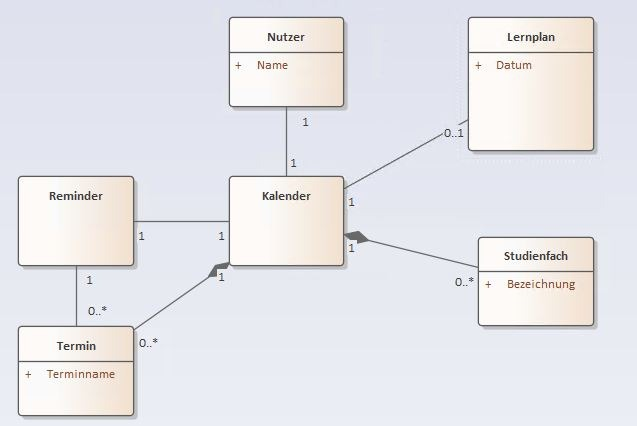 Nutzer
+ Name
Lernplan
+ Datum
1
0..1
1
Reminder
Kalender
1
1
1
1
Studienfach
+ Bezeichnung
0..*
1
1
0..*
0..*
Termin
+ Terminname